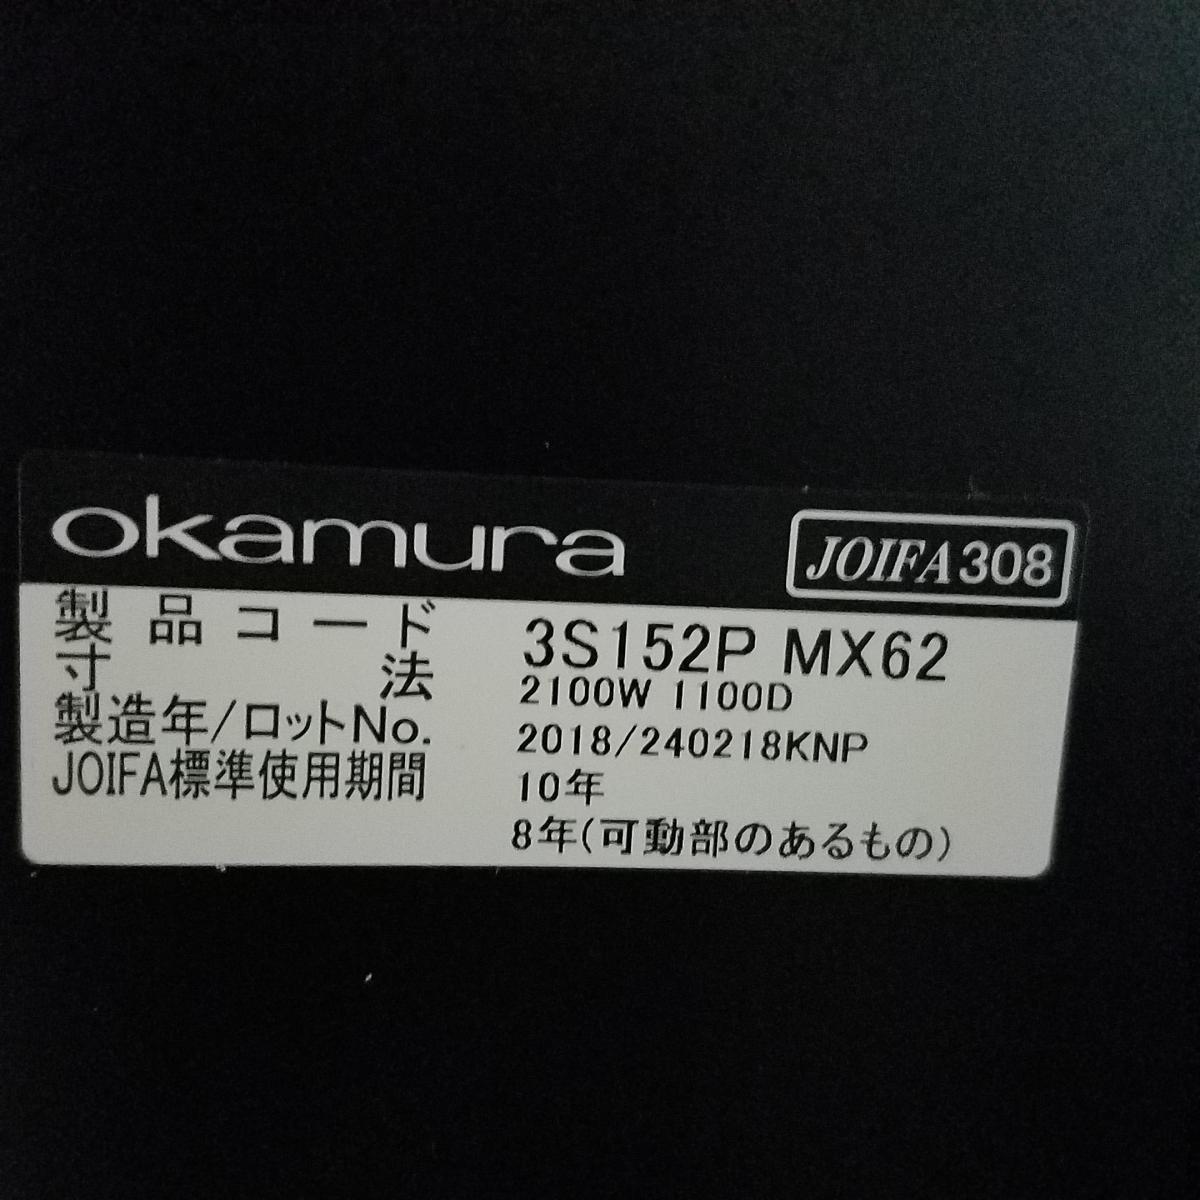 okamura JOIFA308
製品コード 3S152P MX62
寸法 2100W 1100D
製造年/ロットNo. 2018/240218KNP
JOIFA標準使用期間 10年
8年(可動部のあるもの)